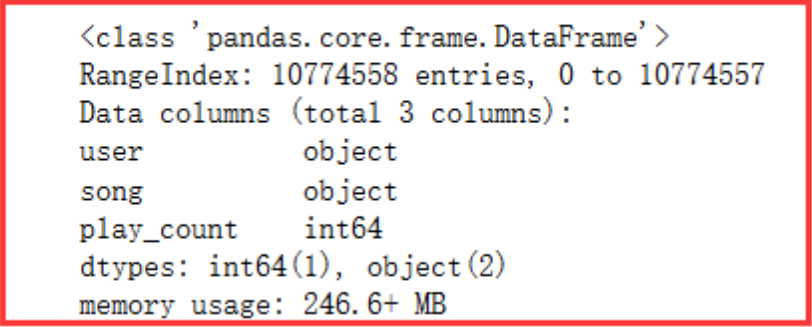 <class 'pandas.core.frame.DataFrame'>
RangeIndex: 10774558 entries, 0 to 10774557
Data columns (total 3 columns):
user          object
song          object
play_count    int64
dtypes: int64(1), object(2)
memory usage: 246.6+ MB